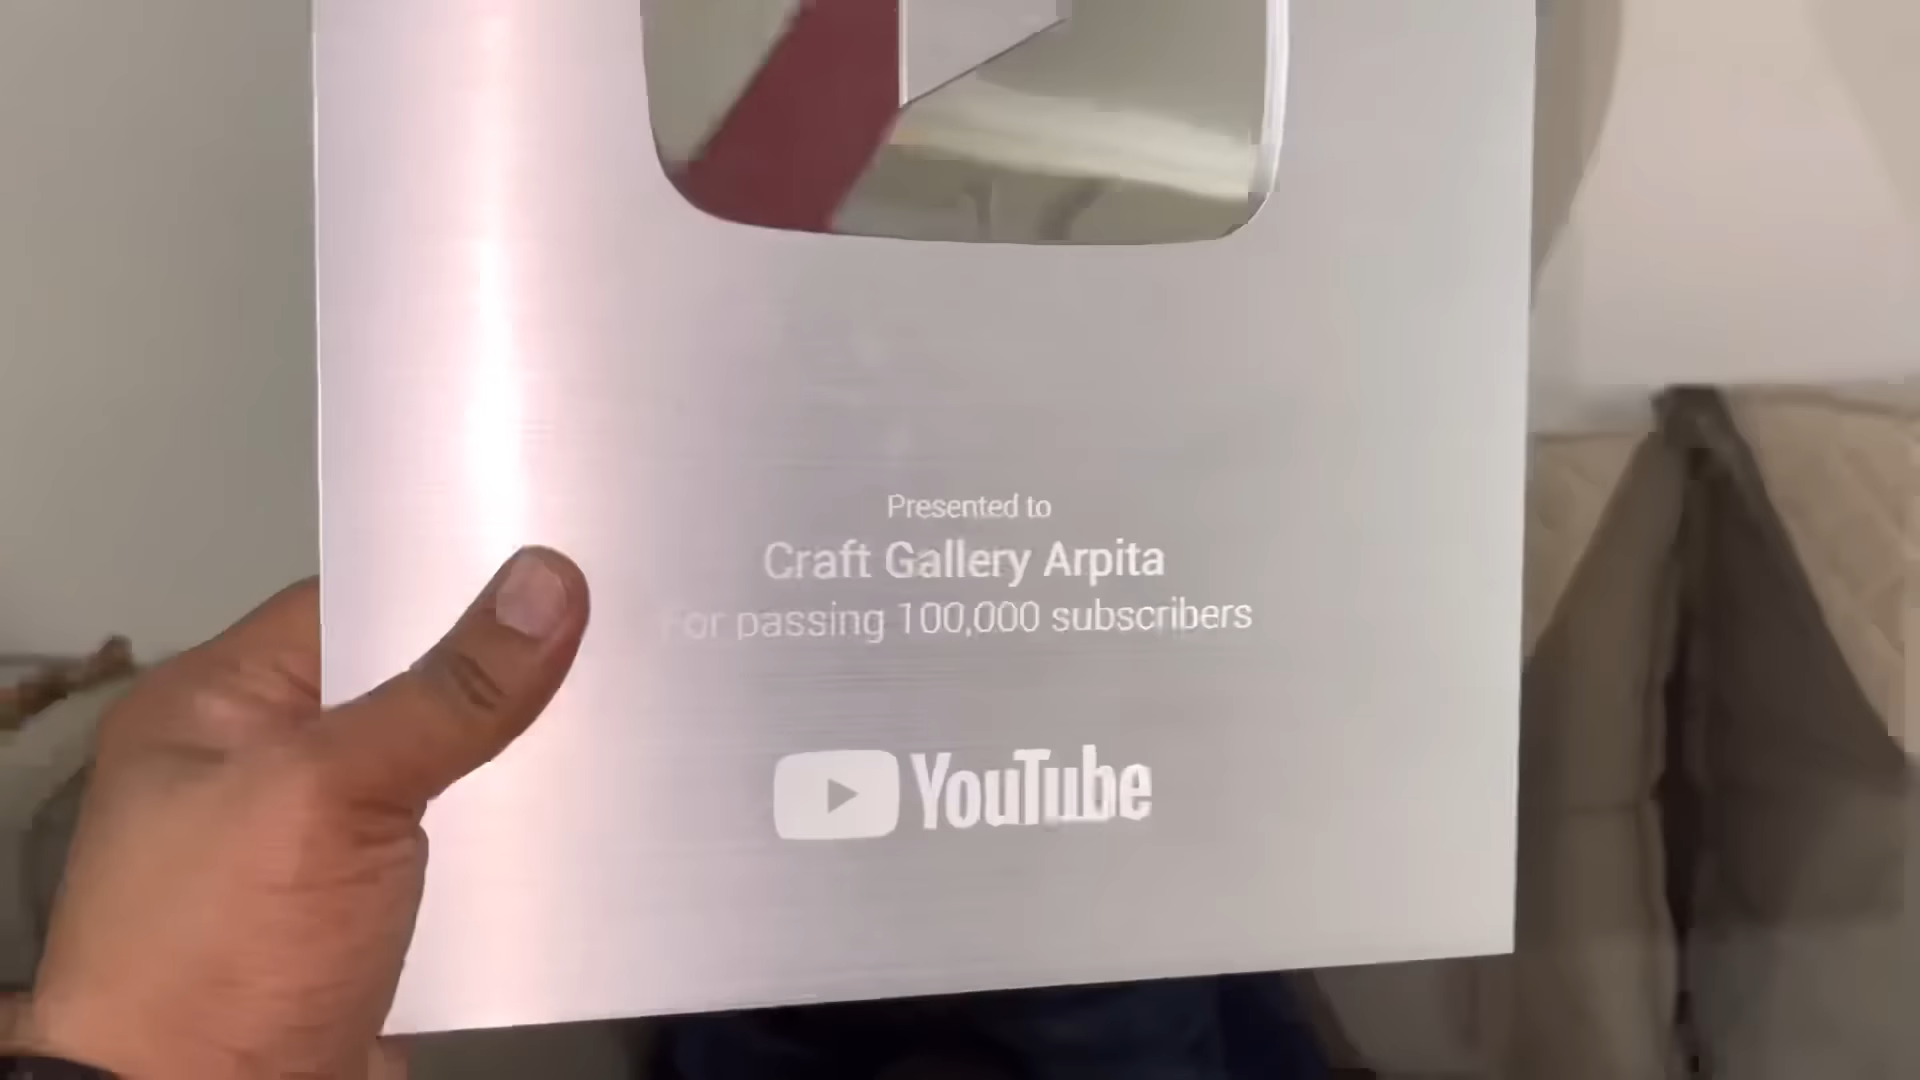 Presented to
Craft Gallery Arpita
For passing 100,000 subscribers
YouTube